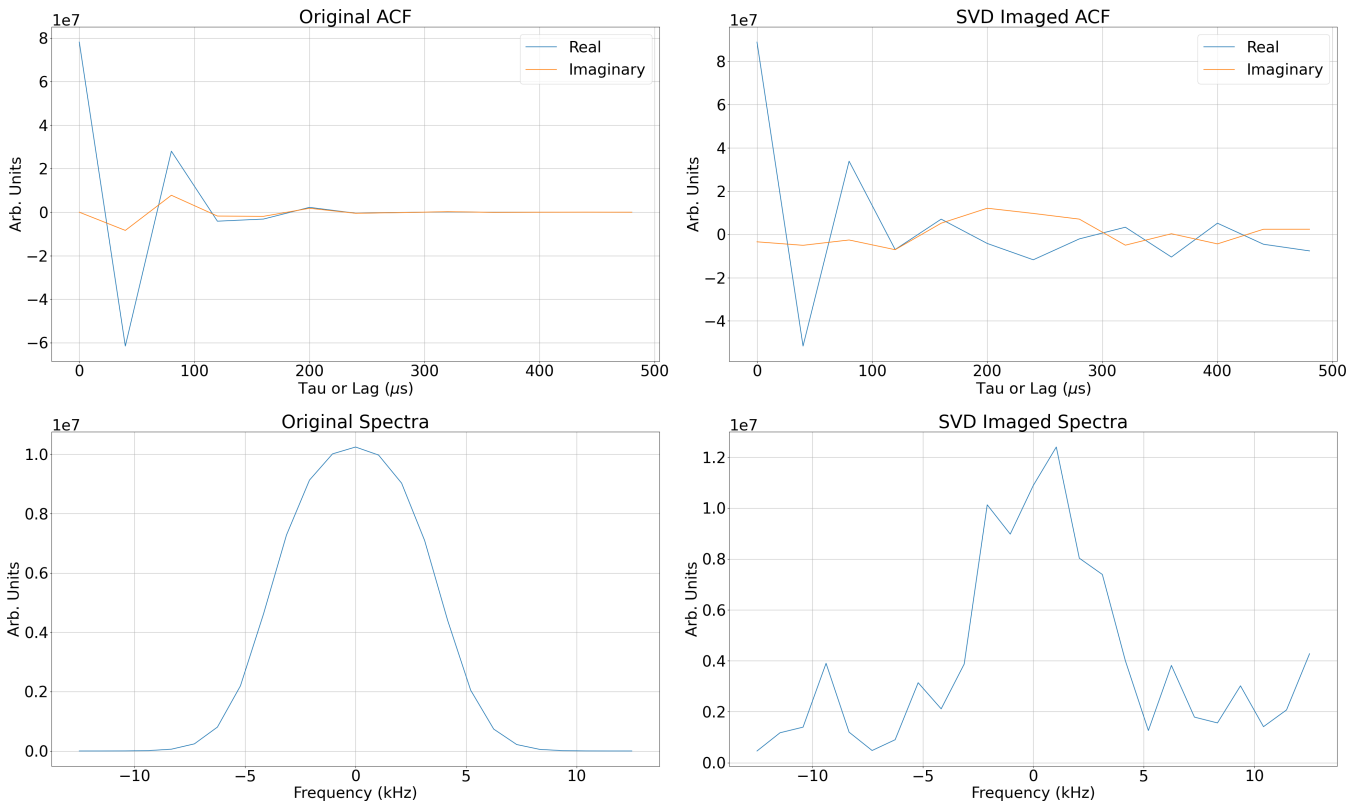 Original ACF
1e7
Real
Imaginary
8
6
4
2
0
−2
−4
−6
Arb. Units
0 100 200 300 400 500
Tau or Lag (μs)
SVD Imaged ACF
1e7
Real
Imaginary
8
6
4
2
0
−2
−4
Arb. Units
0 100 200 300 400 500
Tau or Lag (μs)
Original Spectra
1e7
1.0
0.8
0.6
0.4
0.2
0.0
Arb. Units
−10 −5 0 5 10
Frequency (kHz)
SVD Imaged Spectra
1e7
1.2
1.0
0.8
0.6
0.4
0.2
0.0
Arb. Units
−10 −5 0 5 10
Frequency (kHz)